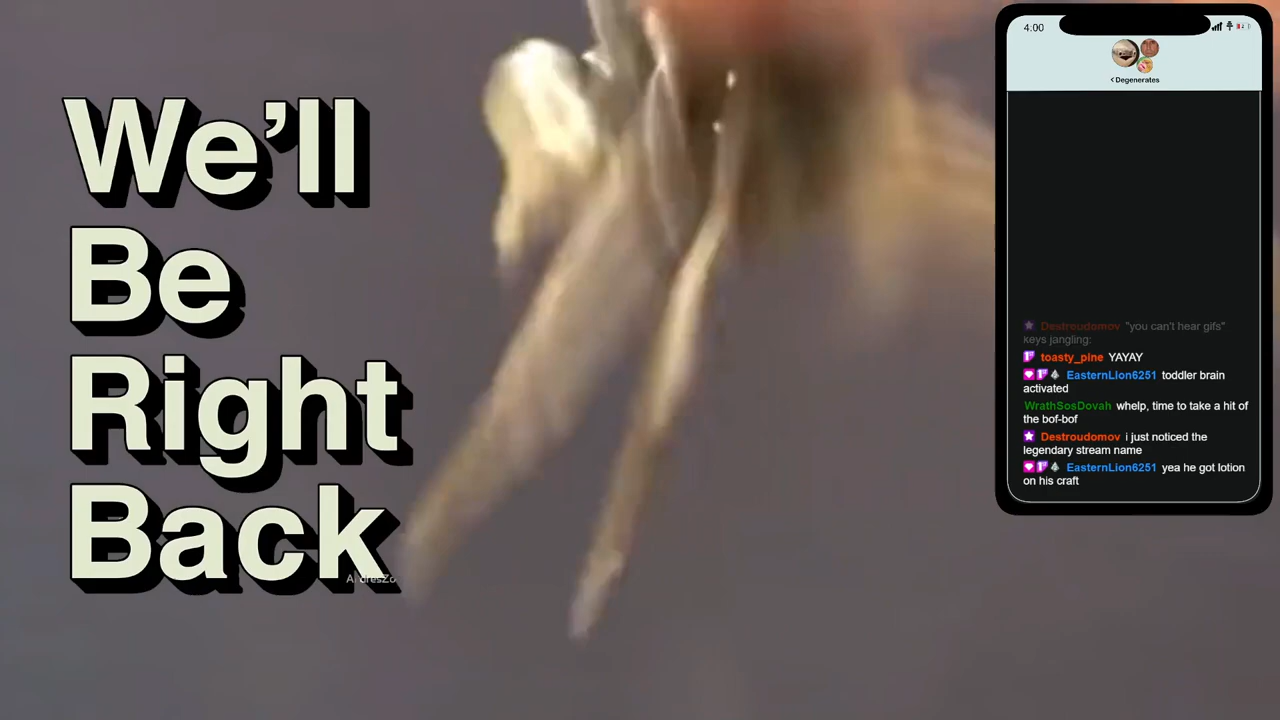 We'll
Be
Right
Back
4:00
Degenerates
Destroudomov "you can't hear gifs"
keys jangling:
toasty_pine YAYAY
EasternLion6251 toddler brain
activated
WrathSosDovah whelp, time to take a hit of
the bof-bof
Destroudomov i just noticed the
legendary stream name
EasternLion6251 yea he got lotion
on his craft